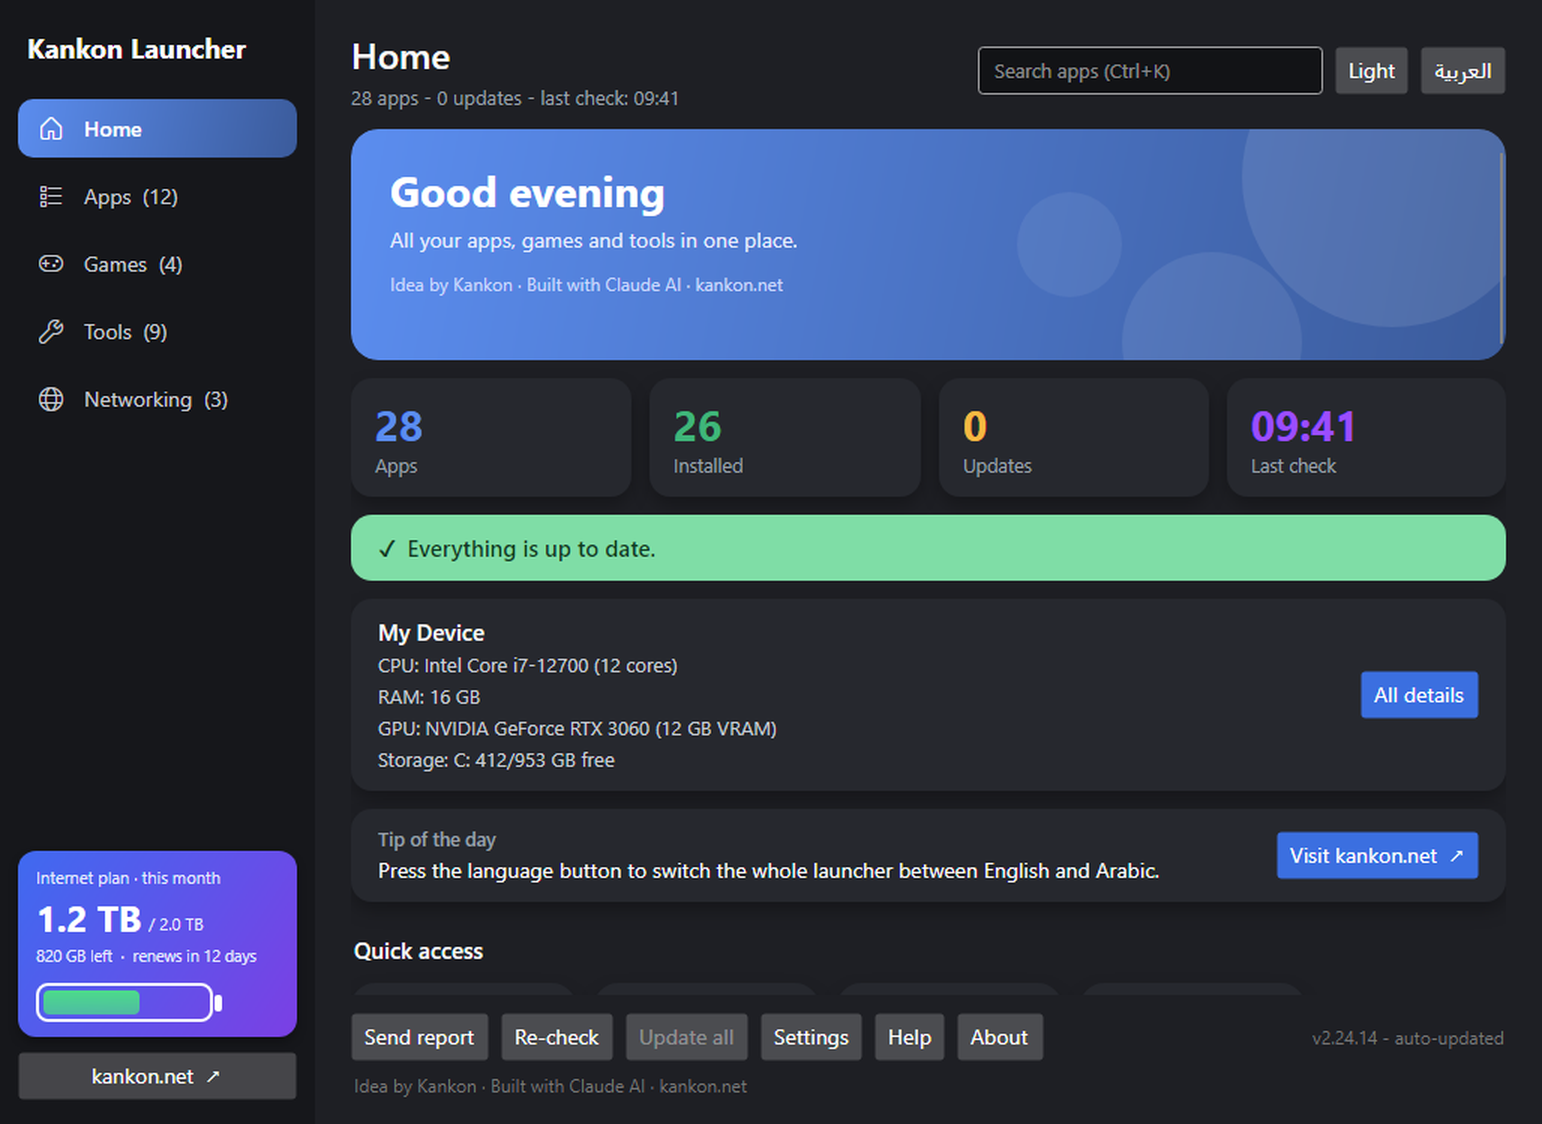 Kankon Launcher
Home
Apps (12)
Games (4)
Tools (9)
Networking (3)
Internet plan · this month
1.2 TB / 2.0 TB
820 GB left · renews in 12 days
kankon.net ↗
Home
28 apps - 0 updates - last check: 09:41
Search apps (Ctrl+K)
Light
العربية
Good evening
All your apps, games and tools in one place.
Idea by Kankon · Built with Claude AI · kankon.net
28
Apps
26
Installed
0
Updates
09:41
Last check
✓ Everything is up to date.
My Device
CPU: Intel Core i7-12700 (12 cores)
RAM: 16 GB
GPU: NVIDIA GeForce RTX 3060 (12 GB VRAM)
Storage: C: 412/953 GB free
All details
Tip of the day
Press the language button to switch the whole launcher between English and Arabic.
Visit kankon.net ↗
Quick access
Send report
Re-check
Update all
Settings
Help
About
v2.24.14 - auto-updated
Idea by Kankon · Built with Claude AI · kankon.net